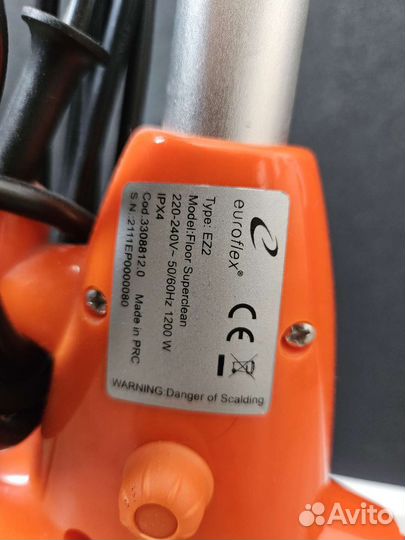 euroflex®
Type: EZ2
Model:Floor Superclean
220-240V~ 50/60Hz 1200 W
IPX4
Cod.3308812.0 Made in PRC
S.N.:2111EP0000080
CE
WARNING:Danger of Scalding
Avito